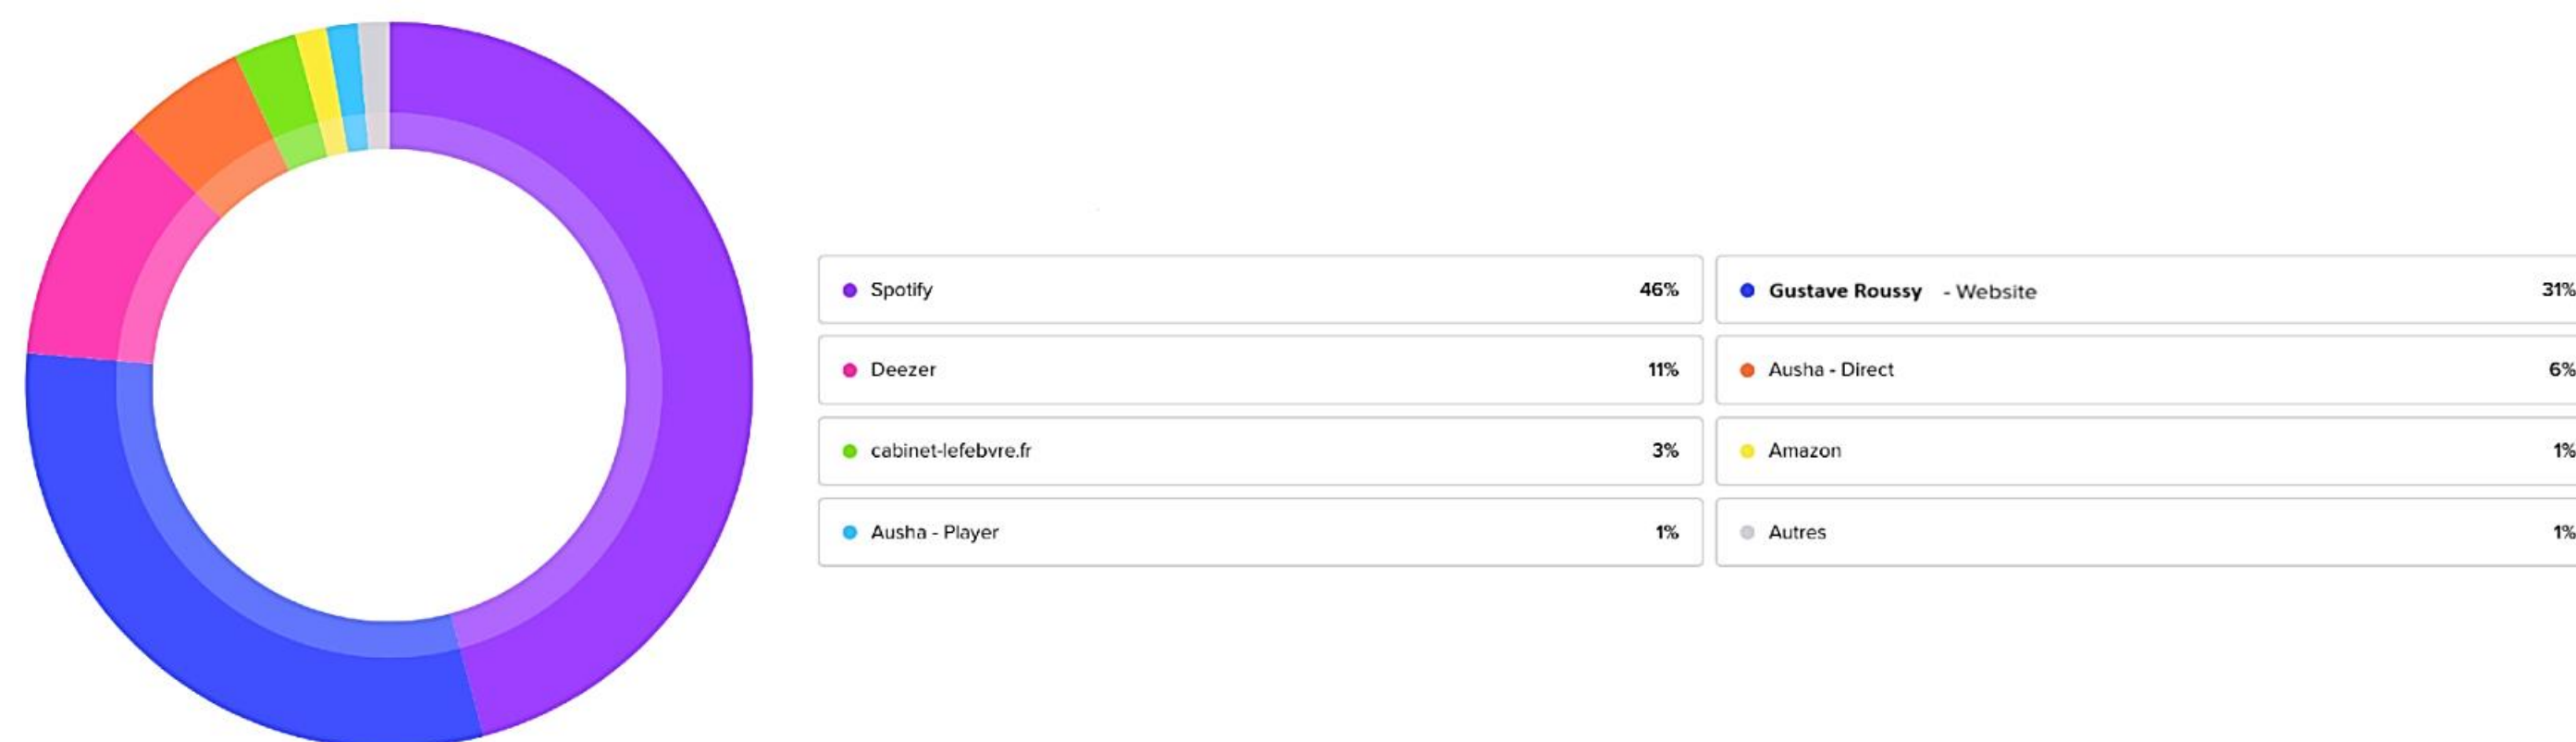 Spotify 46% Gustave Roussy - Website 31%
Deezer 11% Ausha - Direct 6%
cabinet-lefebvre.fr 3% Amazon 1%
Ausha - Player 1% Autres 1%